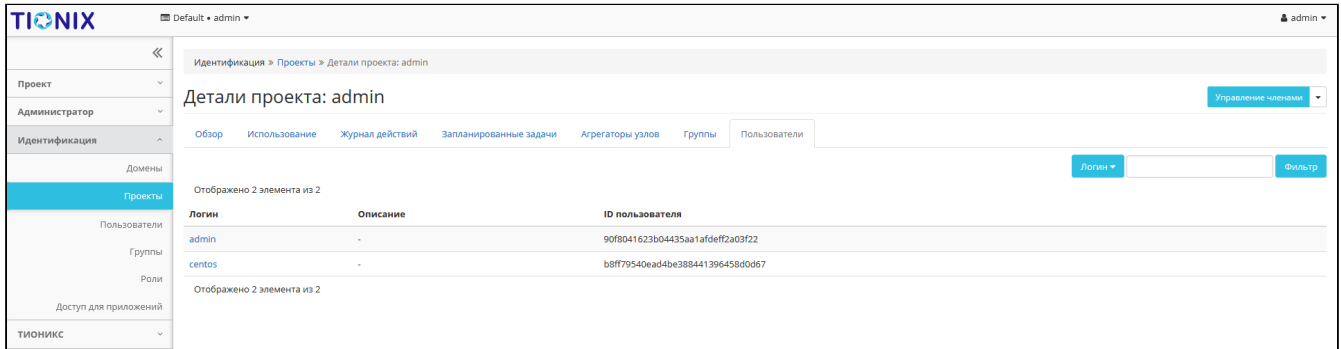 TIONIX
Default • admin
admin
Идентификация » Проекты » Детали проекта: admin
Проект
Администратор
Идентификация
Домены
Проекты
Пользователи
Группы
Роли
Доступ для приложений
ТИОНИКС
Детали проекта: admin
Управление членами
Обзор Использование Журнал действий Запланированные задачи Агрегаторы узлов Группы Пользователи
Логин Фильтр
Отображено 2 элемента из 2
Логин Описание ID пользователя
admin - 90f8041623b04435aa1afdeff2a03f22
centos - b8ff79540ead4be388441396458d0d67
Отображено 2 элемента из 2